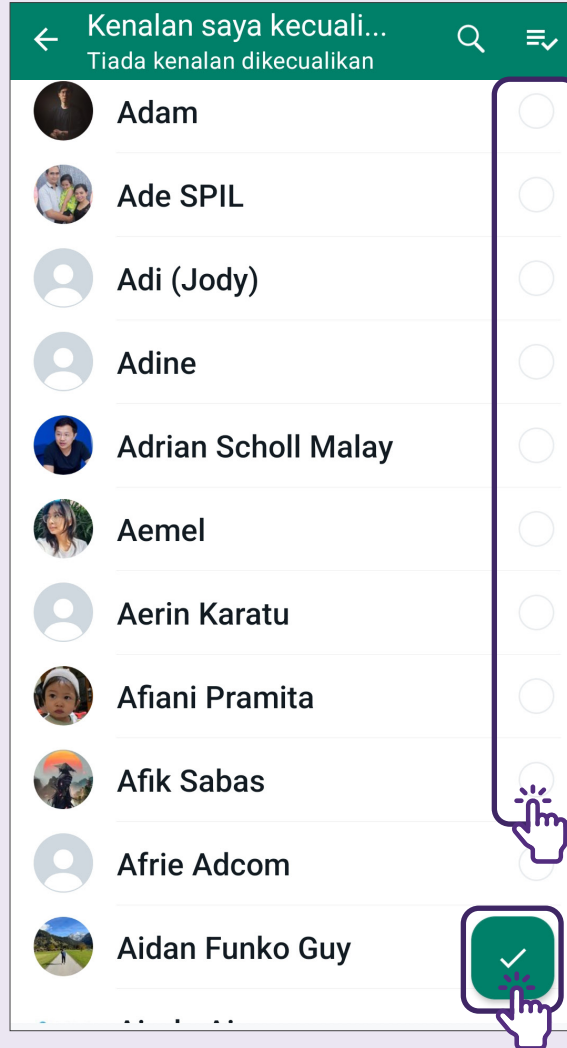 Kenalan saya kecuali...
Tiada kenalan dikecualikan
Adam
Ade SPIL
Adi (Jody)
Adine
Adrian Scholl Malay
Aemel
Aerin Karatu
Afiani Pramita
Afik Sabas
Afrie Adcom
Aidan Funko Guy